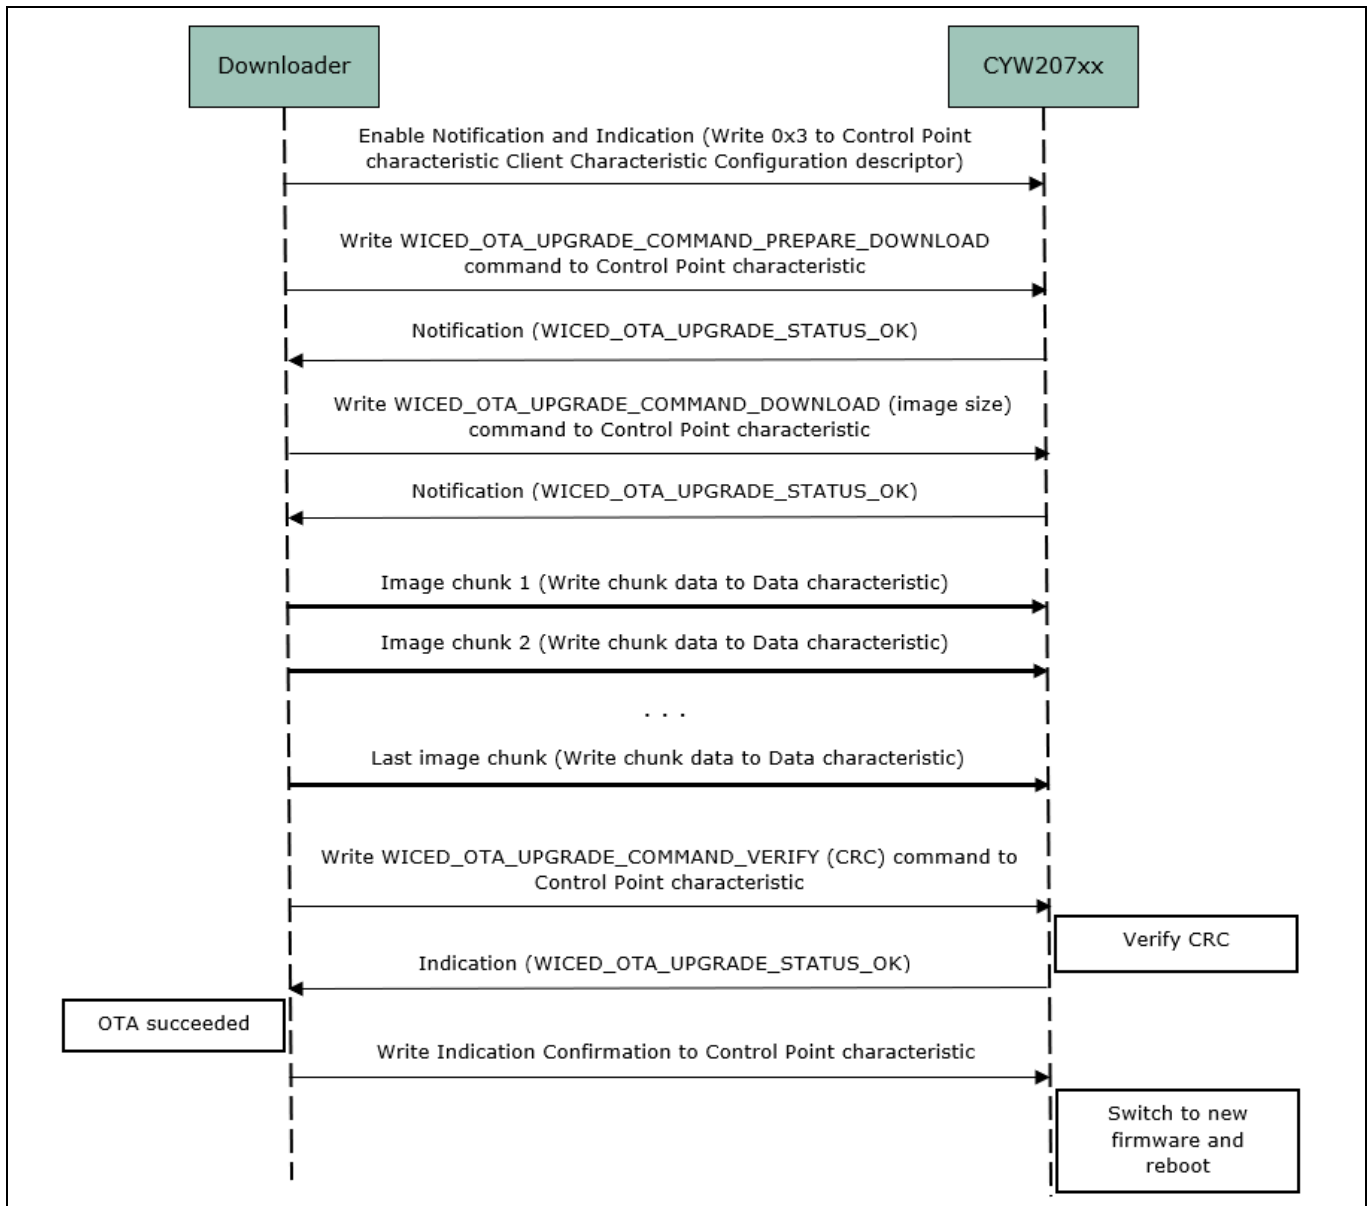 Downloader
CYW207xx
Enable Notification and Indication (Write 0x3 to Control Point
characteristic Client Characteristic Configuration descriptor)
Write WICED_OTA_UPGRADE_COMMAND_PREPARE_DOWNLOAD
command to Control Point characteristic
Notification (WICED_OTA_UPGRADE_STATUS_OK)
Write WICED_OTA_UPGRADE_COMMAND_DOWNLOAD (image size)
command to Control Point characteristic
Notification (WICED_OTA_UPGRADE_STATUS_OK)
Image chunk 1 (Write chunk data to Data characteristic)
Image chunk 2 (Write chunk data to Data characteristic)
. . .
Last image chunk (Write chunk data to Data characteristic)
Write WICED_OTA_UPGRADE_COMMAND_VERIFY (CRC) command to
Control Point characteristic
Verify CRC
Indication (WICED_OTA_UPGRADE_STATUS_OK)
OTA succeeded
Write Indication Confirmation to Control Point characteristic
Switch to new
firmware and
reboot